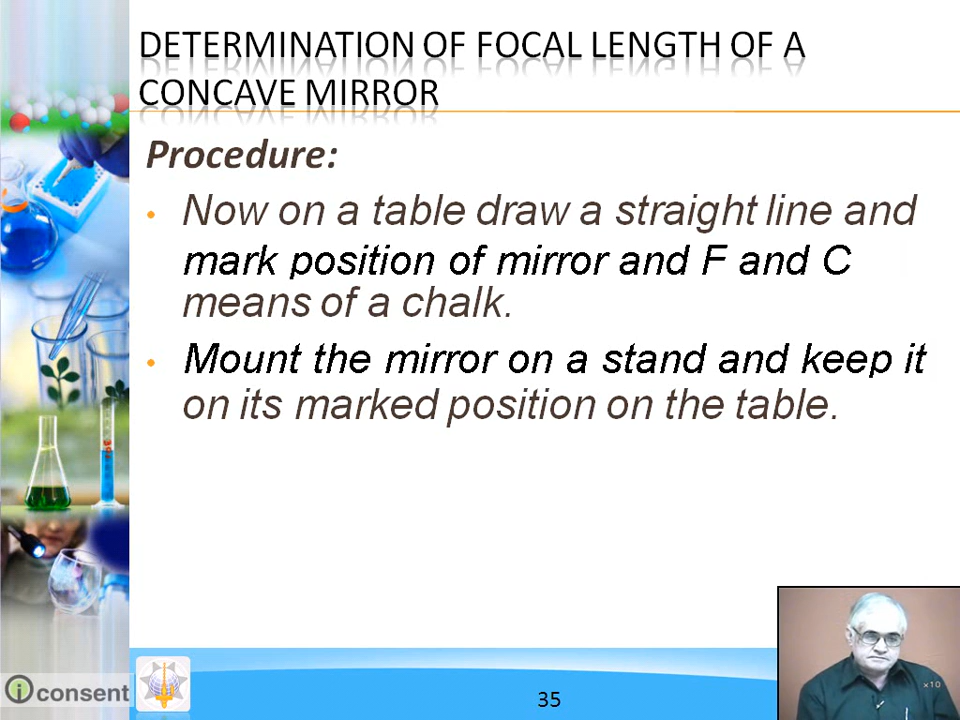 DETERMINATION OF FOCAL LENGTH OF A
CONCAVE MIRROR
Procedure:
• Now on a table draw a straight line and
mark position of mirror and F and C
means of a chalk.
• Mount the mirror on a stand and keep it
on its marked position on the table.
i consent
35
×10